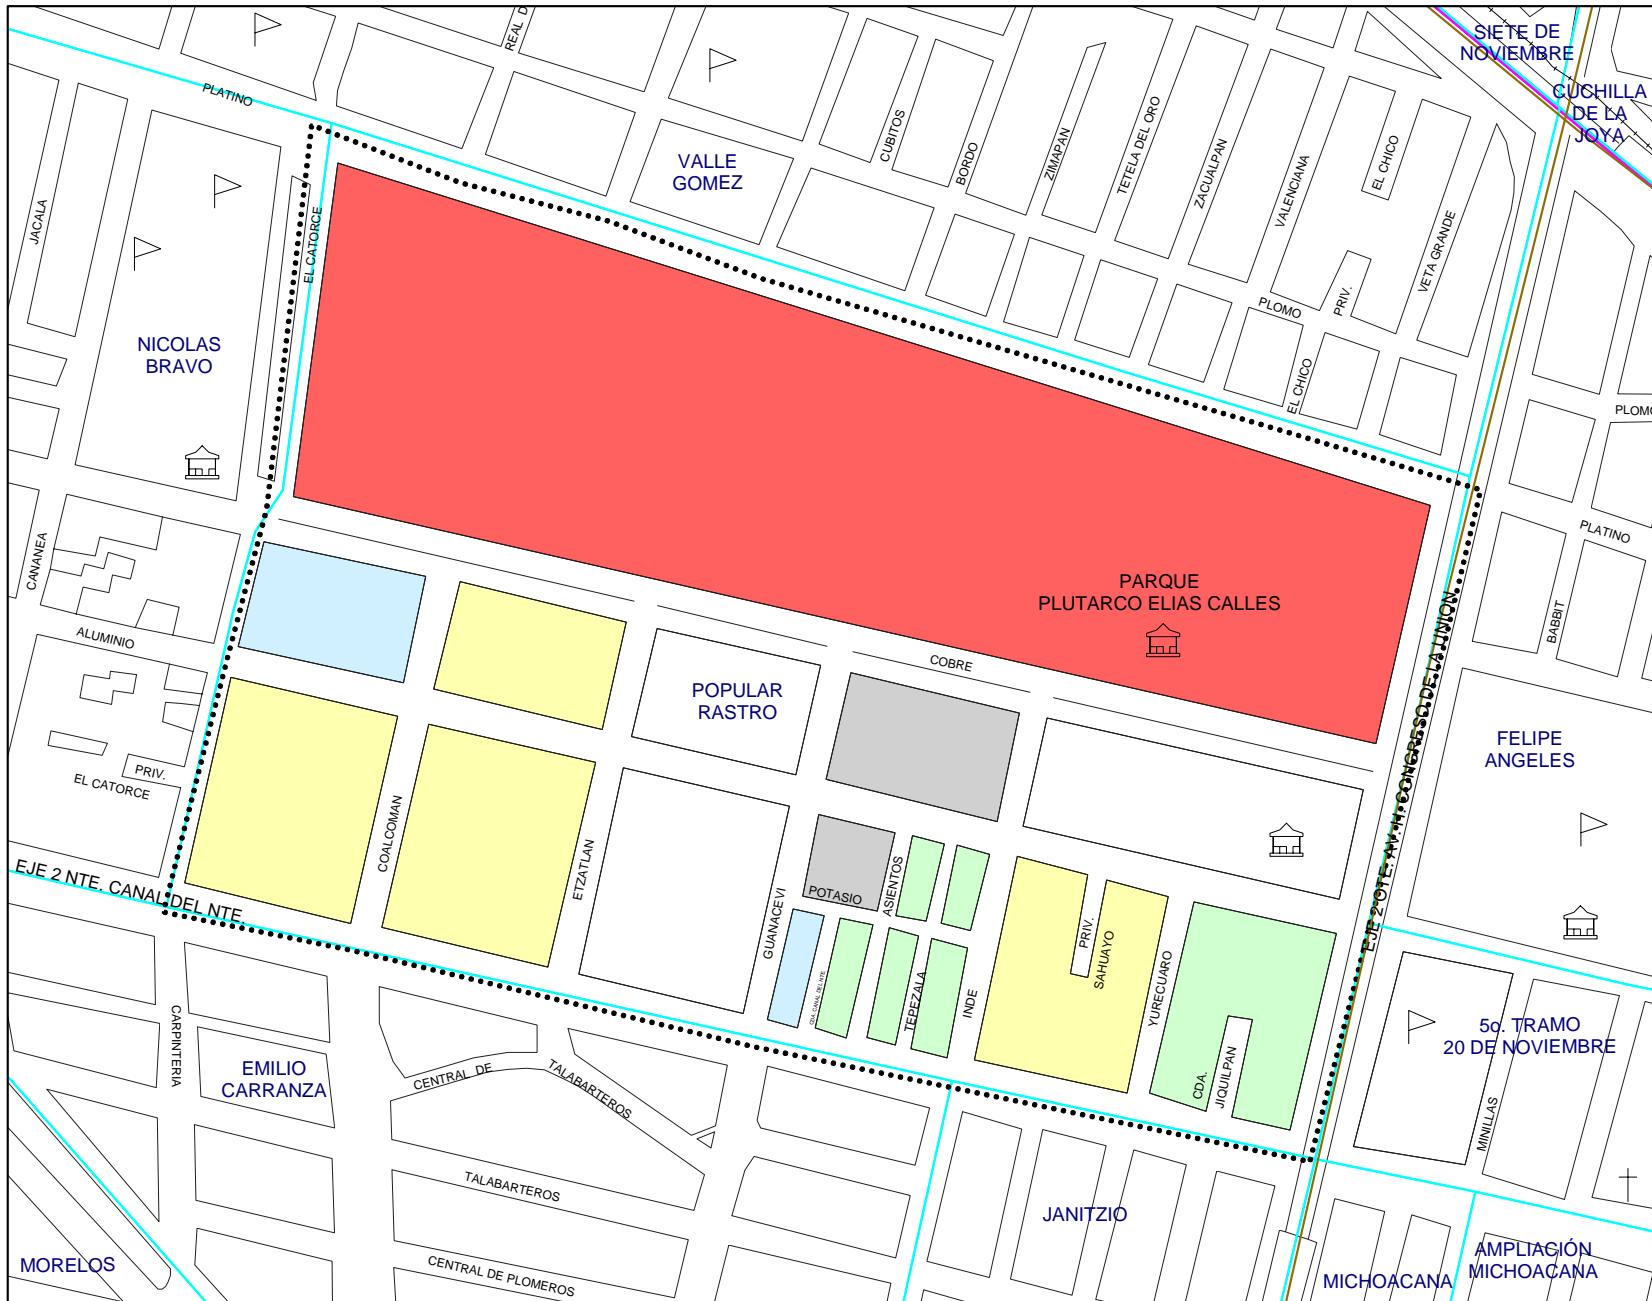 REAL D
SIETE DE
NOVIEMBRE
CUCHILLA
DE LA
JOYA
PLATINO
CUBITOS
BORDO
ZIMAPAN
TETELA DEL ORO
ZACUALPAN
VALENCIANA
EL CHICO
VETA GRANDE
VALLE
GOMEZ
JACALA
EL CATORCE
NICOLAS
BRAVO
PLOMO
PRIV.
EL CHICO
PLOMO
CANANEA
PLATINO
BABBIT
PARQUE
PLUTARCO ELIAS CALLES
ALUMINIO
COBRE
POPULAR
RASTRO
EJE 2 OTE. AV. H. CONGRESO DE LA UNION
FELIPE
ANGELES
PRIV.
EL CATORCE
COALCOMAN
ETZATLAN
GUANACEVI
POTASIO
ASIENTOS
EJE 2 NTE. CANAL DEL NTE.
CDA. CANAL DEL NTE
TEPEZALA
INDE
PRIV.
SAHUAYO
YURECUARO
CDA.
JIQUILPAN
5o. TRAMO
20 DE NOVIEMBRE
MINILLAS
CARPINTERIA
EMILIO
CARRANZA
CENTRAL DE
TALABARTEROS
TALABARTEROS
CENTRAL DE PLOMEROS
JANITZIO
MORELOS
MICHOACANA
AMPLIACIÓN
MICHOACANA